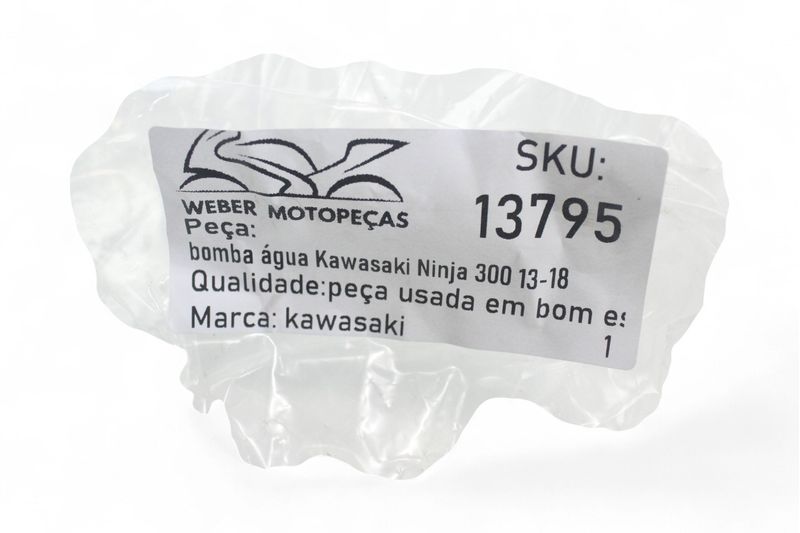 WEBER MOTOPEÇAS
SKU:
13795
Peça:
bomba água Kawasaki Ninja 300 13-18
Qualidade:peça usada em bom es
Marca: kawasaki
1